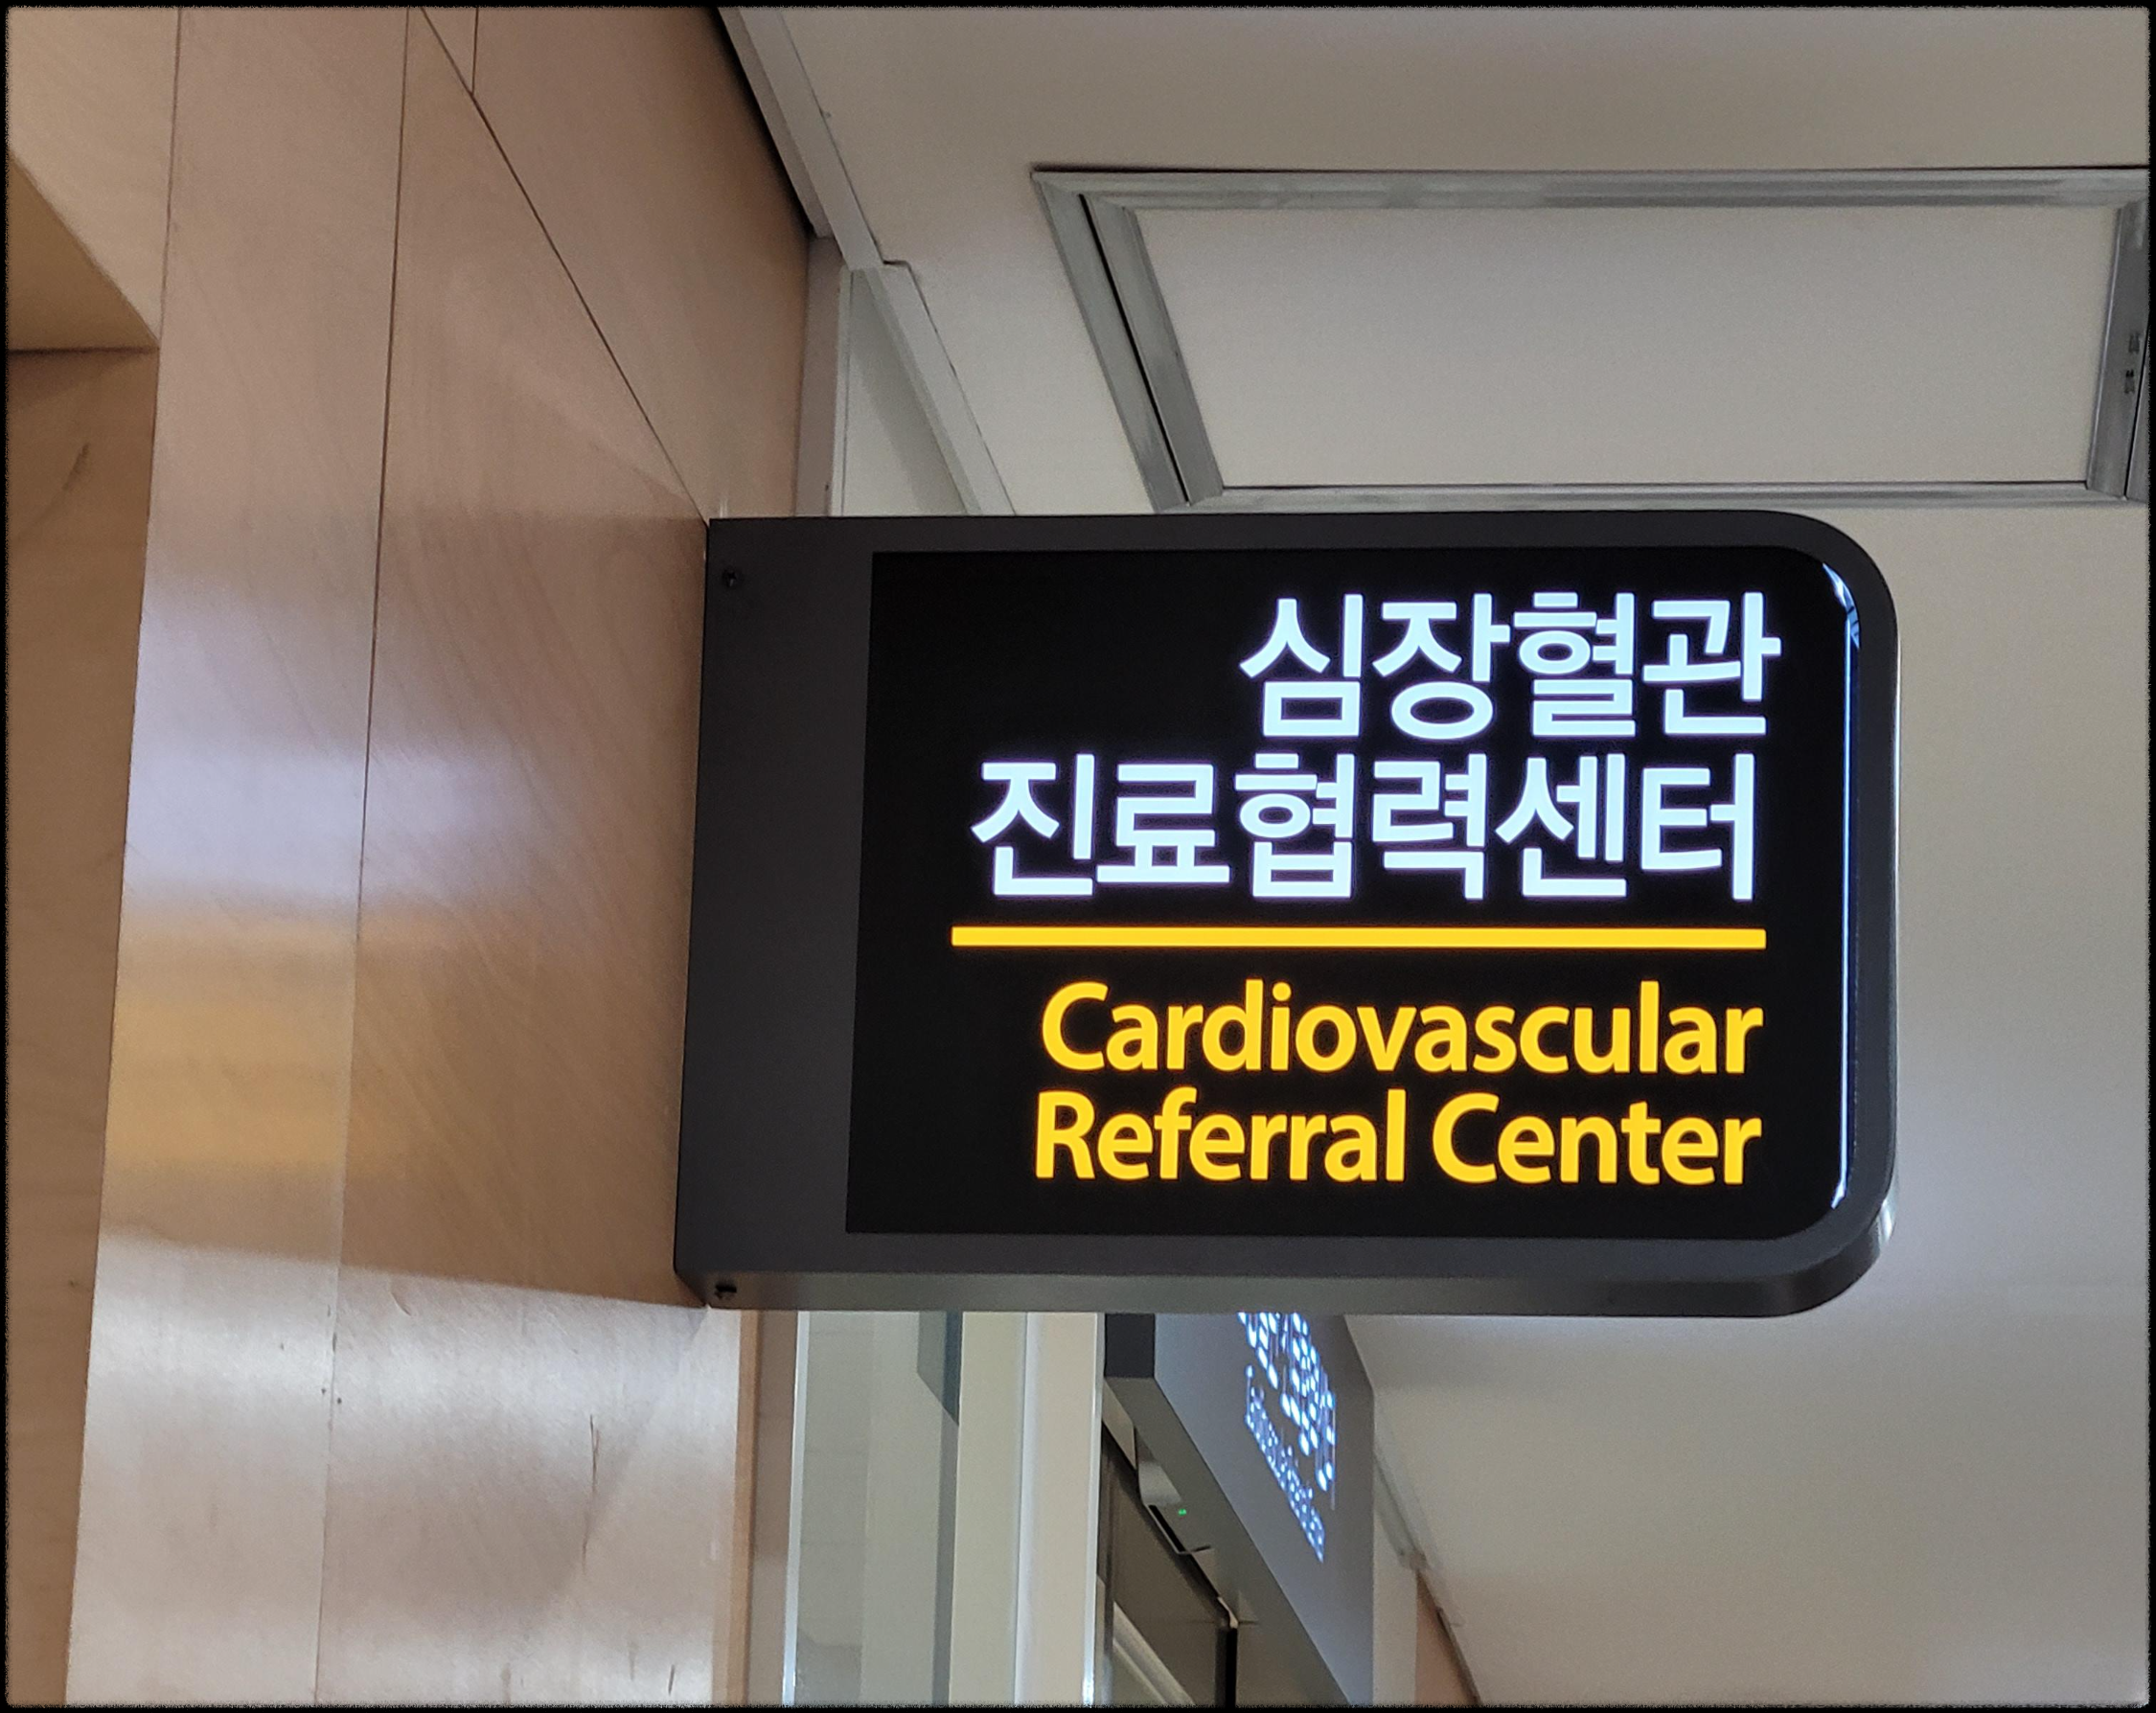 심장혈관
진료협력센터
Cardiovascular
Referral Center